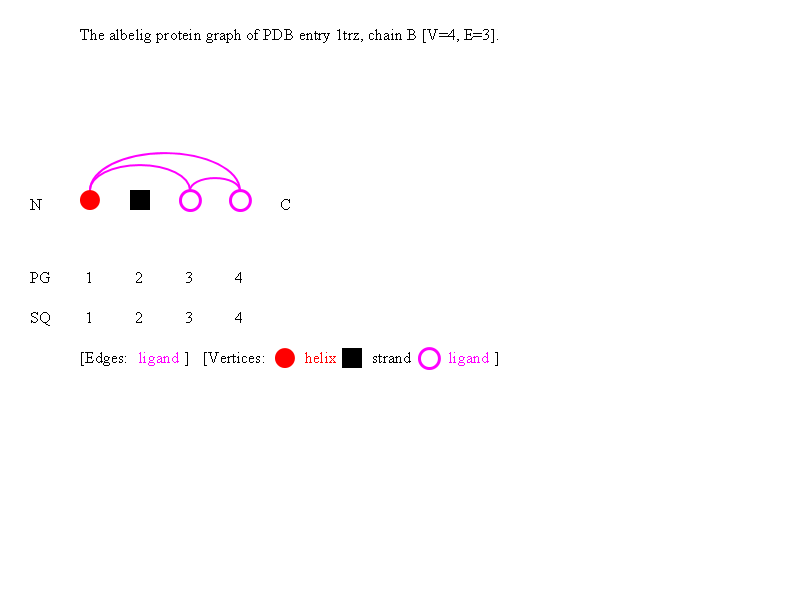 The albelig protein graph of PDB entry 1trz, chain B [V=4, E=3].
N C
PG 1 2 3 4
SQ 1 2 3 4
[Edges: ligand ] [Vertices: helix strand ligand ]